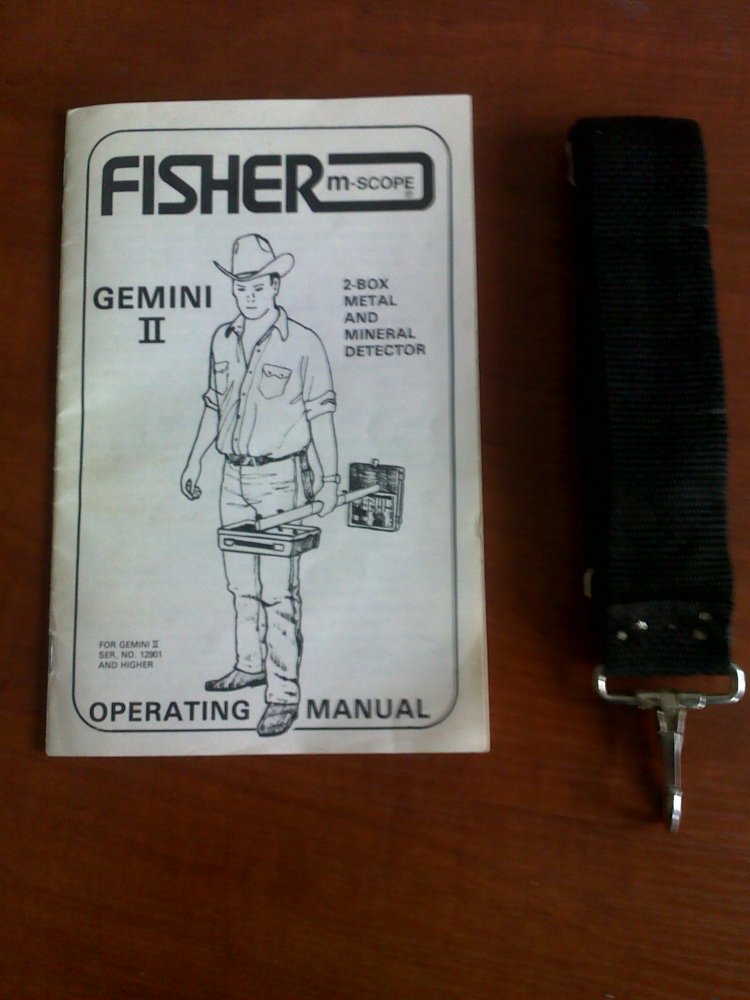 FISHER m-SCOPE®
GEMINI
II
2-BOX
METAL
AND
MINERAL
DETECTOR
FOR GEMINI II
SER. NO. 12901
AND HIGHER
OPERATING MANUAL